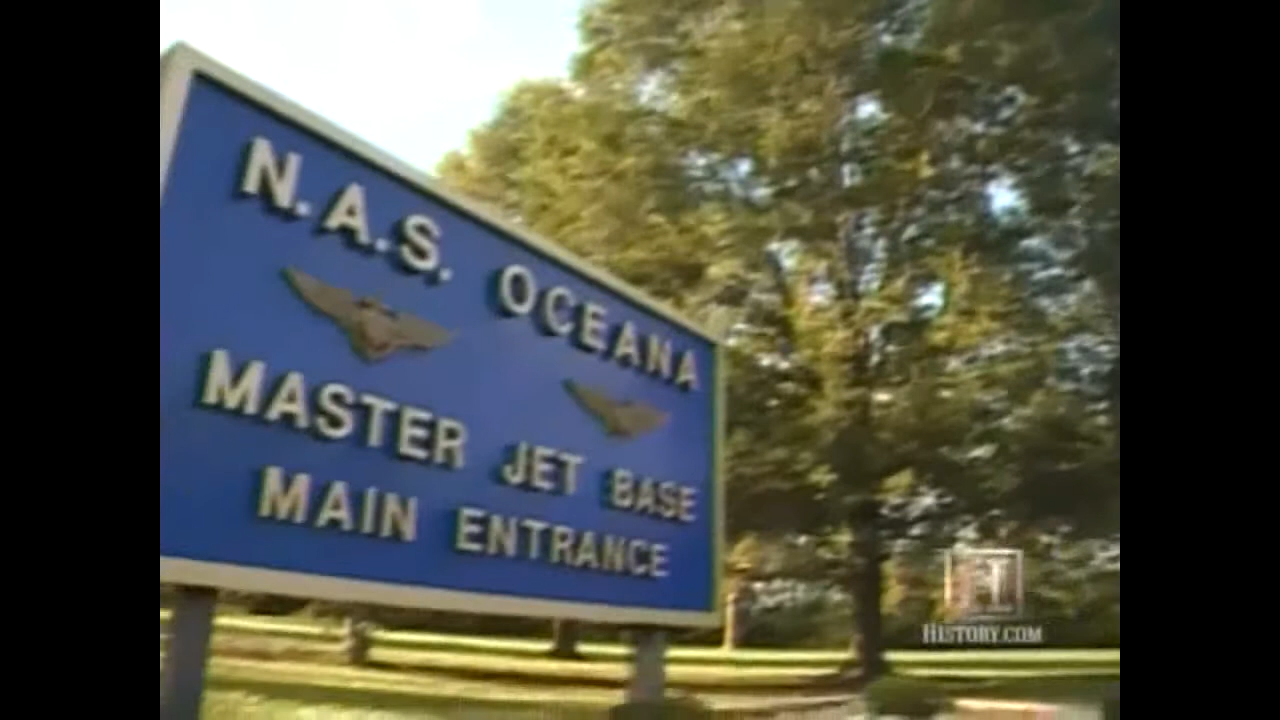 N.A.S. OCEANA
MASTER JET BASE
MAIN ENTRANCE
H
HISTORY.COM